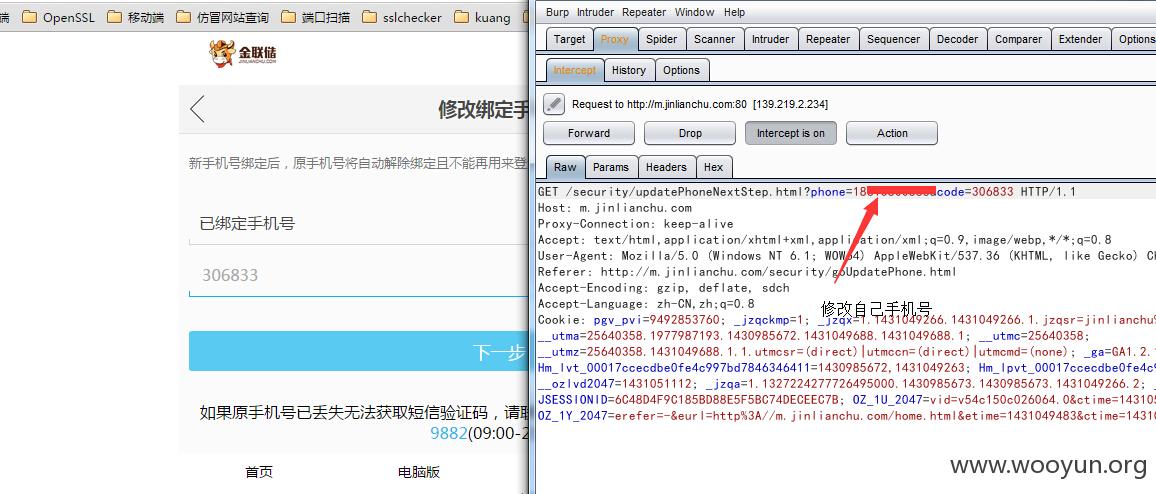 端 OpenSSL 移动端 仿冒网站查询 端口扫描 sslchecker kuang
金联储
JINLIANCHU.COM
修改绑定手
新手机号绑定后，原手机号将自动解除绑定且不能再用来登
已绑定手机号
306833
下一步
如果原手机号已丢失无法获取短信验证码，请联
9882(09:00-2
首页 电脑版
Burp Intruder Repeater Window Help
Target Proxy Spider Scanner Intruder Repeater Sequencer Decoder Comparer Extender Options
Intercept History Options
Request to http://m.jinlianchu.com:80 [139.219.2.234]
Forward Drop Intercept is on Action
Raw Params Headers Hex
GET /security/updatePhoneNextStep.html?phone=18 code=306833 HTTP/1.1
Host: m.jinlianchu.com
Proxy-Connection: keep-alive
Accept: text/html,application/xhtml+xml,application/xml;q=0.9,image/webp,*/*;q=0.8
User-Agent: Mozilla/5.0 (Windows NT 6.1; WOW64) AppleWebKit/537.36 (KHTML, like Gecko) Ch
Referer: http://m.jinlianchu.com/security/goUpdatePhone.html
Accept-Encoding: gzip, deflate, sdch
Accept-Language: zh-CN,zh;q=0.8
修改自己手机号
Cookie: pgv_pvi=9492853760; _jzqckmp=1; _jzqx=1.1431049266.1431049266.1.jzqsr=jinlianchu%
__utma=25640358.1977987193.1430985672.1431049688.1431049688.1; __utmc=25640358;
__utmz=25640358.1431049688.1.1.utmcsr=(direct)|utmccn=(direct)|utmcmd=(none); _ga=GA1.2.1
Hm_lvt_00017ccecdbe0fe4c997bd7846346411=1430985672,1431049263; Hm_lpvt_00017ccecdbe0fe4c9
__ozlvd2047=1431051112; _jzqa=1.1327224277726495000.1430985673.1430985673.1431049266.2; _
JSESSIONID=6C48D4F9C185BD88E5F5BC74DECEEC7B; OZ_1U_2047=vid=v54c150c026064.0&ctime=14310
OZ_1Y_2047=erefer=-&eurl=http%3A//m.jinlianchu.com/home.html&etime=1431049483&ctime=14310
www.wooyun.org